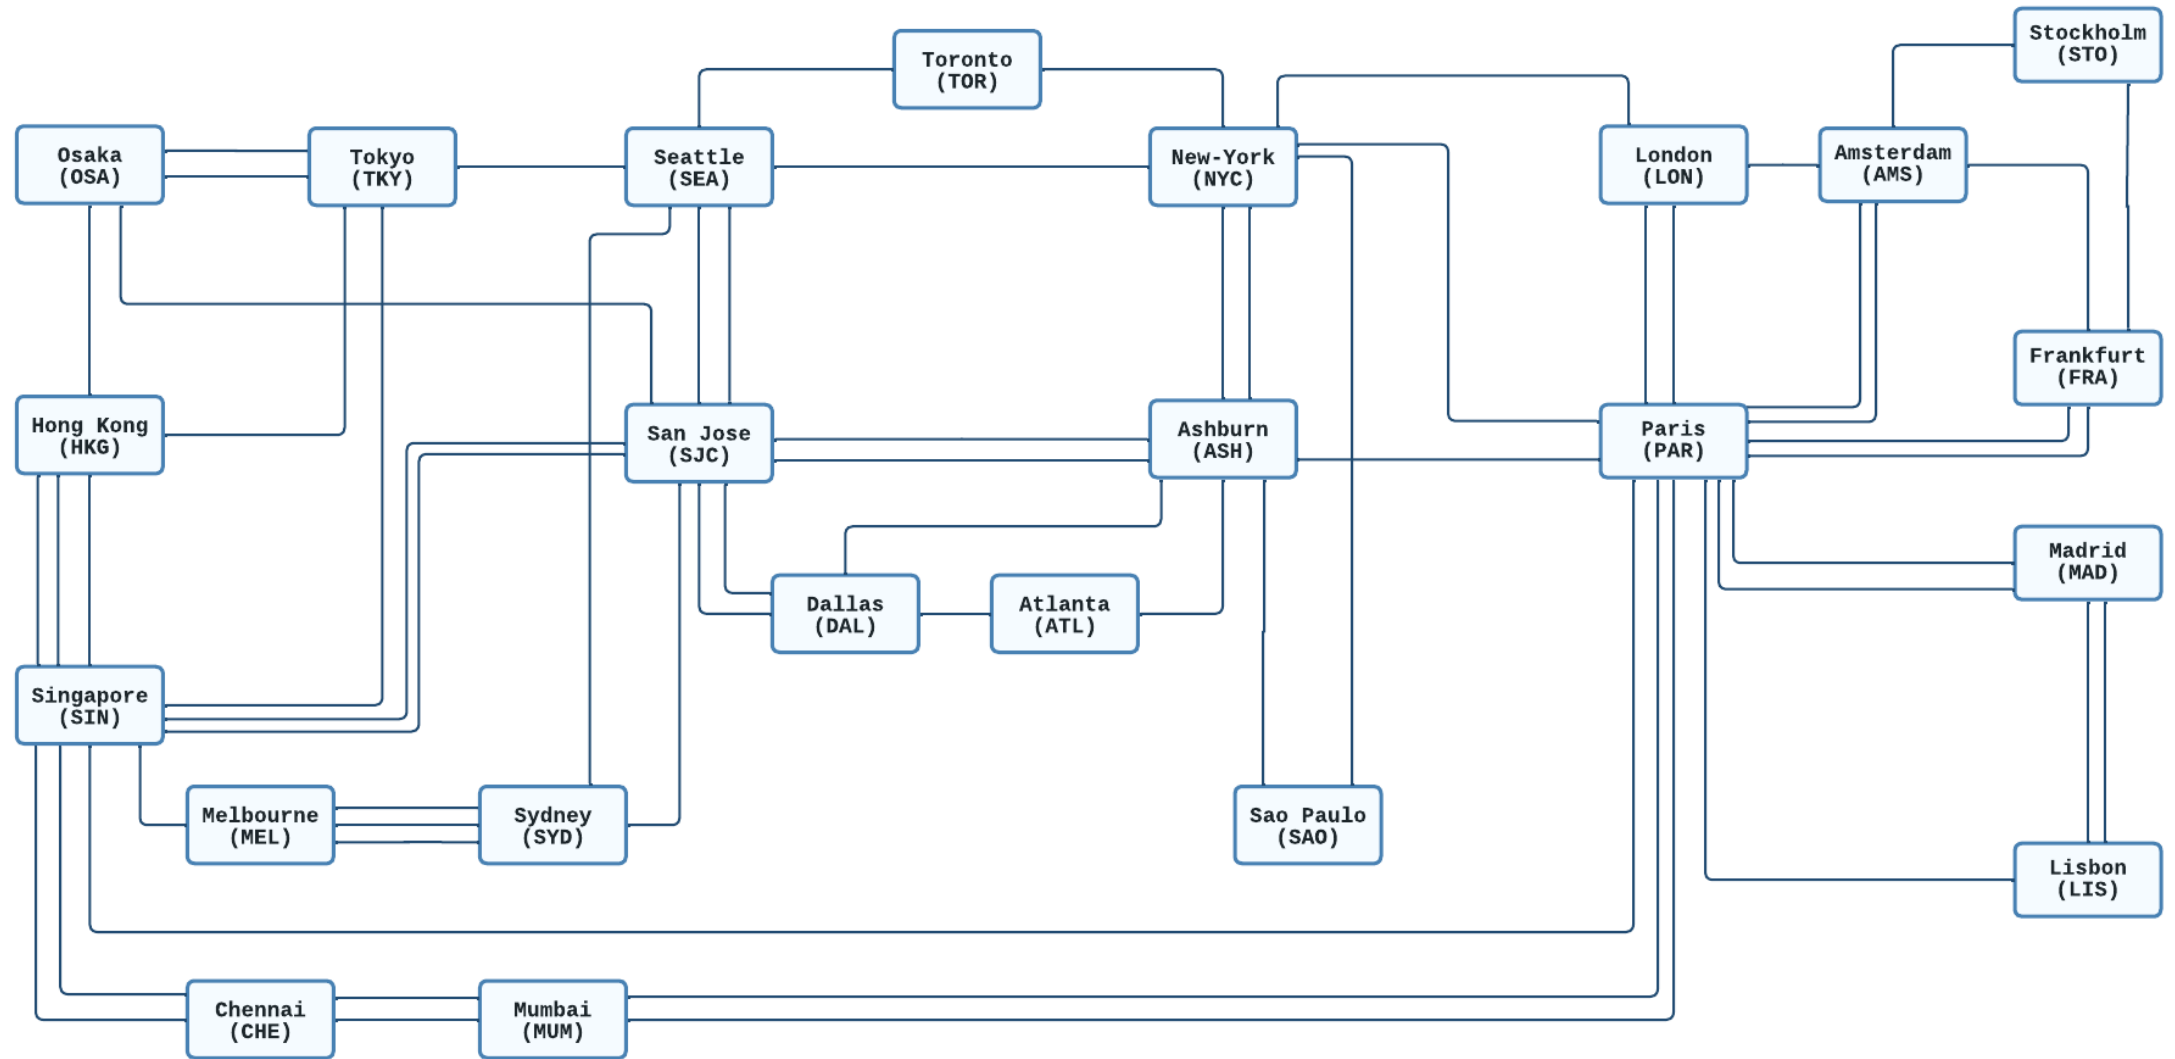 Stockholm
(STO)
Toronto
(TOR)
Osaka
(OSA)
Tokyo
(TKY)
Seattle
(SEA)
New-York
(NYC)
London
(LON)
Amsterdam
(AMS)
Frankfurt
(FRA)
Hong Kong
(HKG)
San Jose
(SJC)
Ashburn
(ASH)
Paris
(PAR)
Madrid
(MAD)
Dallas
(DAL)
Atlanta
(ATL)
Singapore
(SIN)
Melbourne
(MEL)
Sydney
(SYD)
Sao Paulo
(SAO)
Lisbon
(LIS)
Chennai
(CHE)
Mumbai
(MUM)